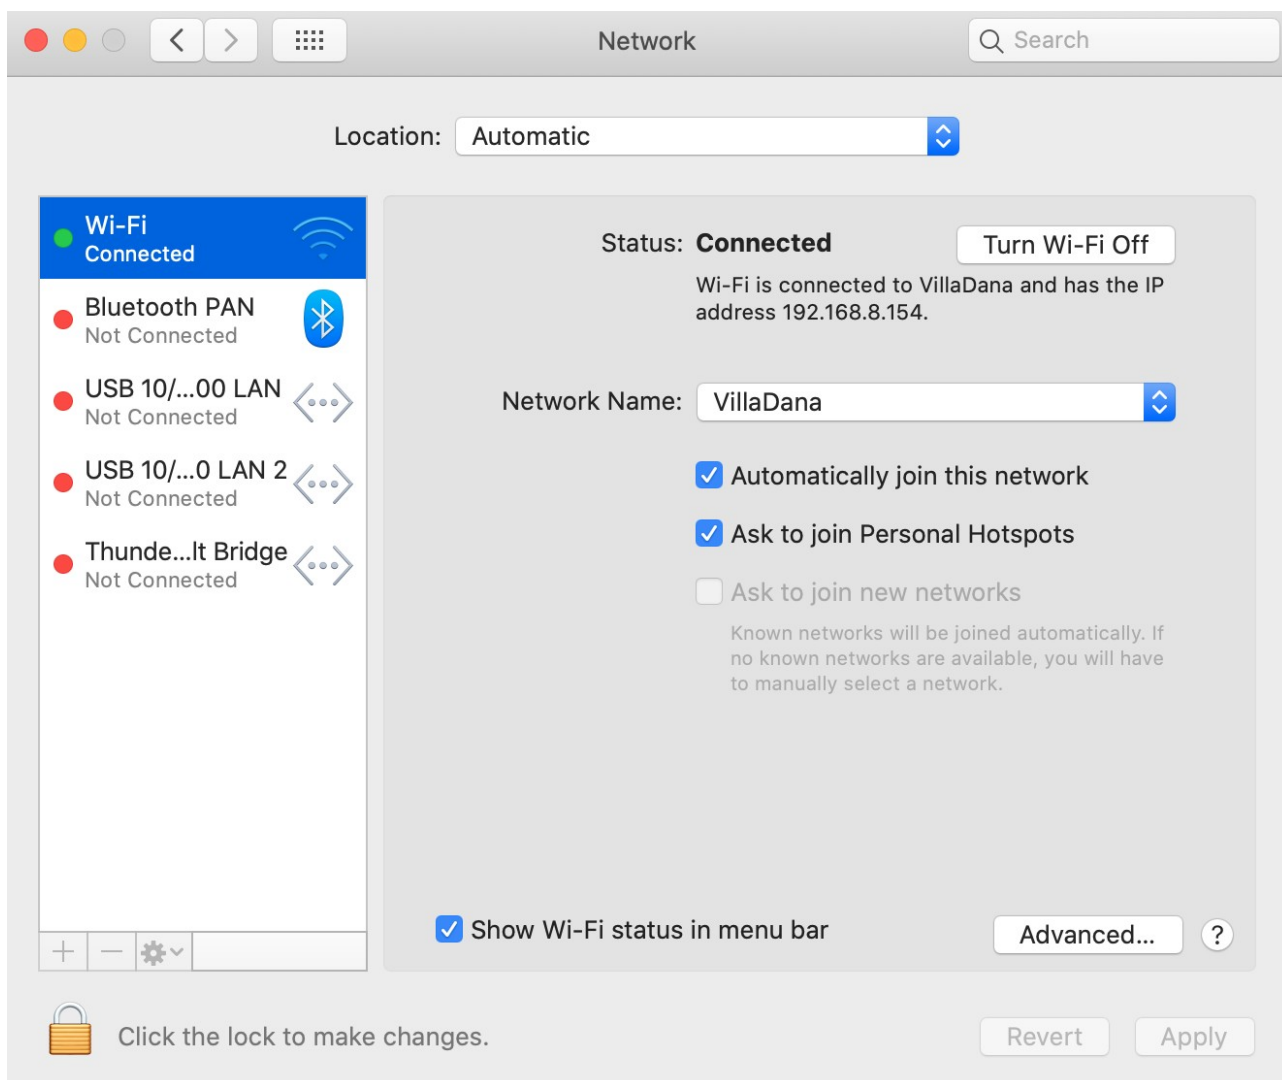 Network
Search
Location: Automatic
Wi-Fi
Connected
Bluetooth PAN
Not Connected
USB 10/...00 LAN
Not Connected
USB 10/...0 LAN 2
Not Connected
Thunde...lt Bridge
Not Connected
Status: Connected
Turn Wi-Fi Off
Wi-Fi is connected to VillaDana and has the IP
address 192.168.8.154.
Network Name: VillaDana
Automatically join this network
Ask to join Personal Hotspots
Ask to join new networks
Known networks will be joined automatically. If
no known networks are available, you will have
to manually select a network.
Show Wi-Fi status in menu bar
Advanced...
?
Click the lock to make changes.
Revert
Apply